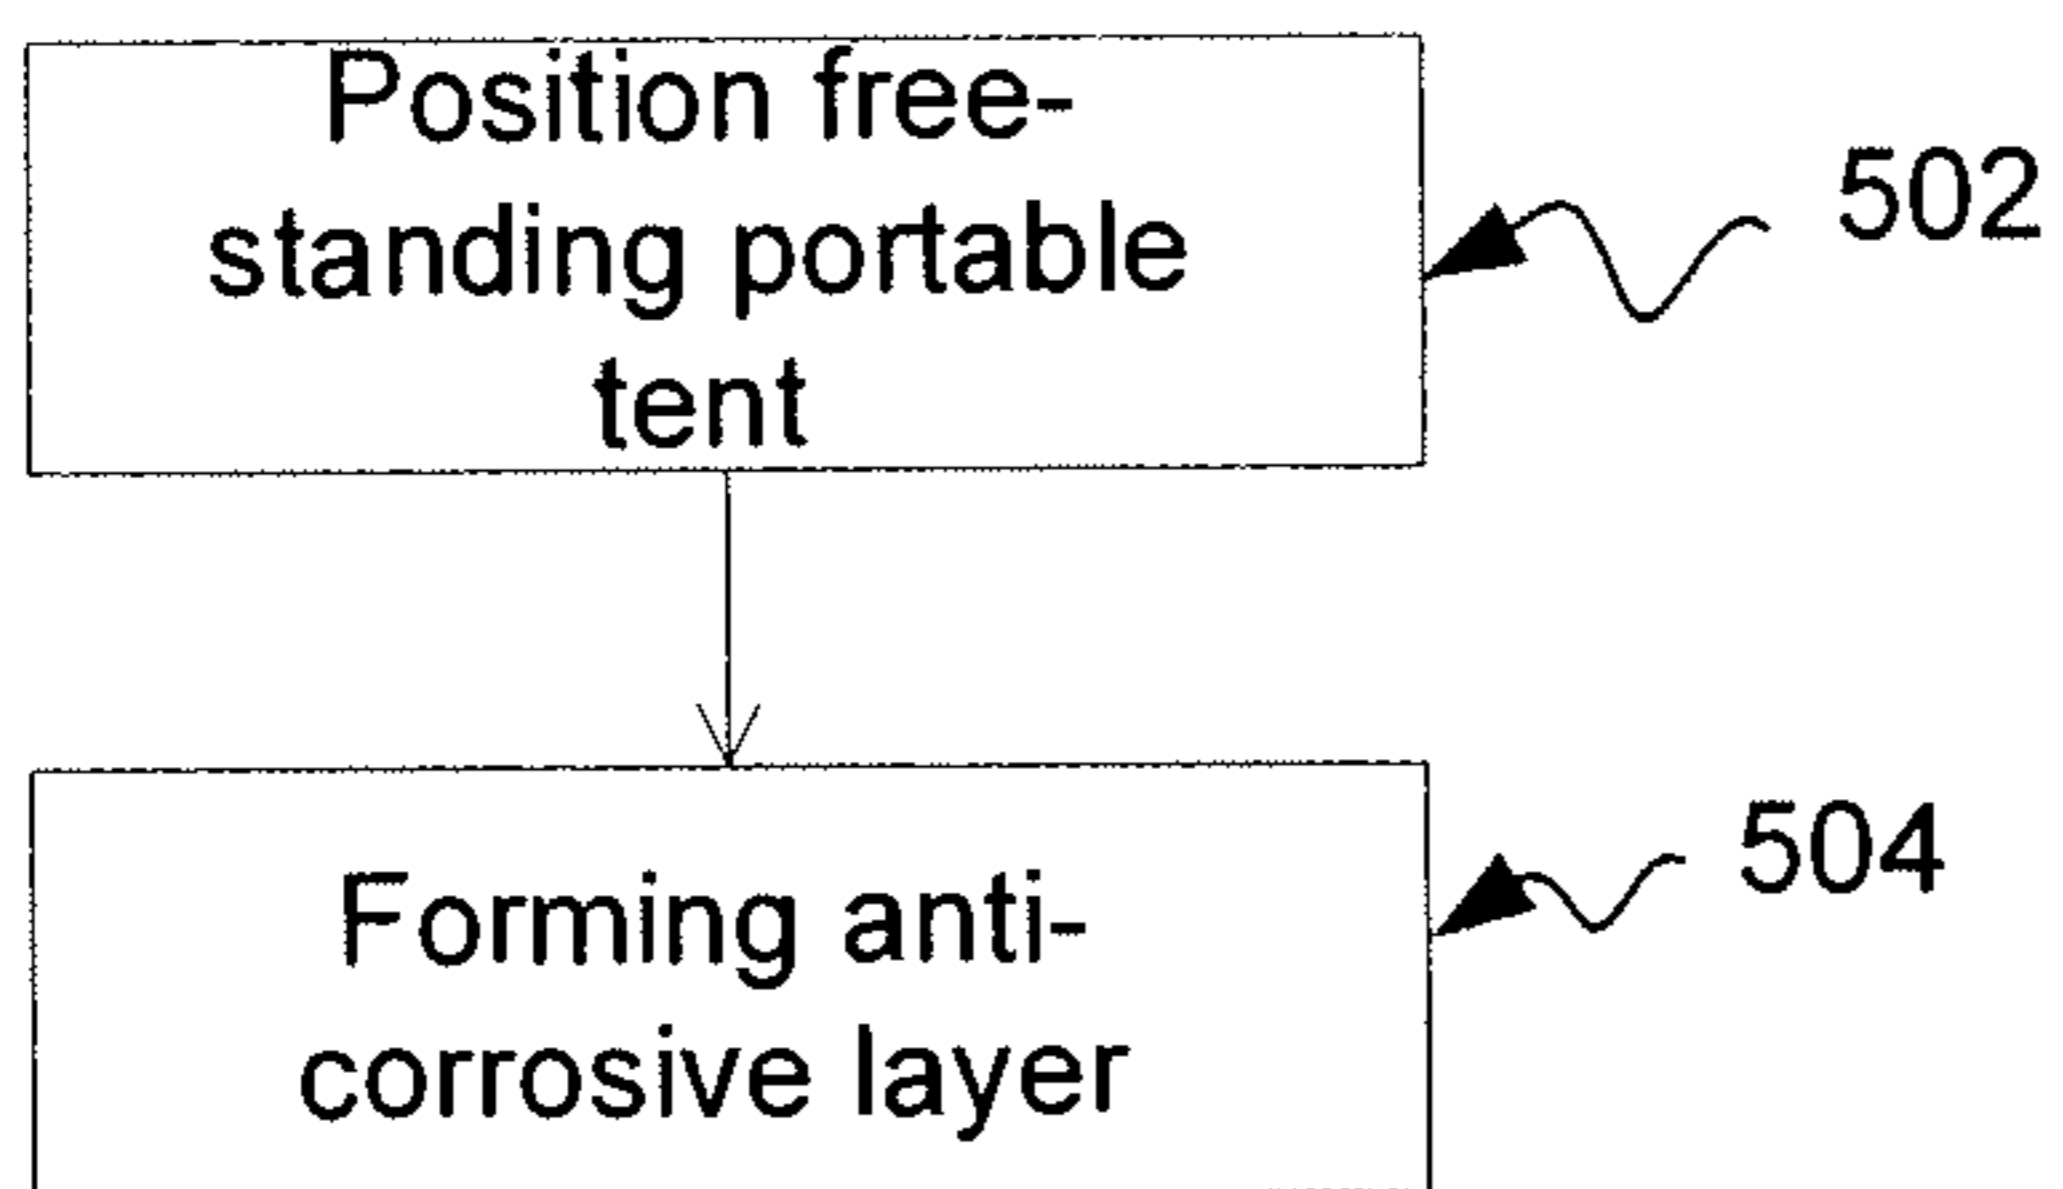 Position free-
standing portable
tent
502
Forming anti-
corrosive layer
504